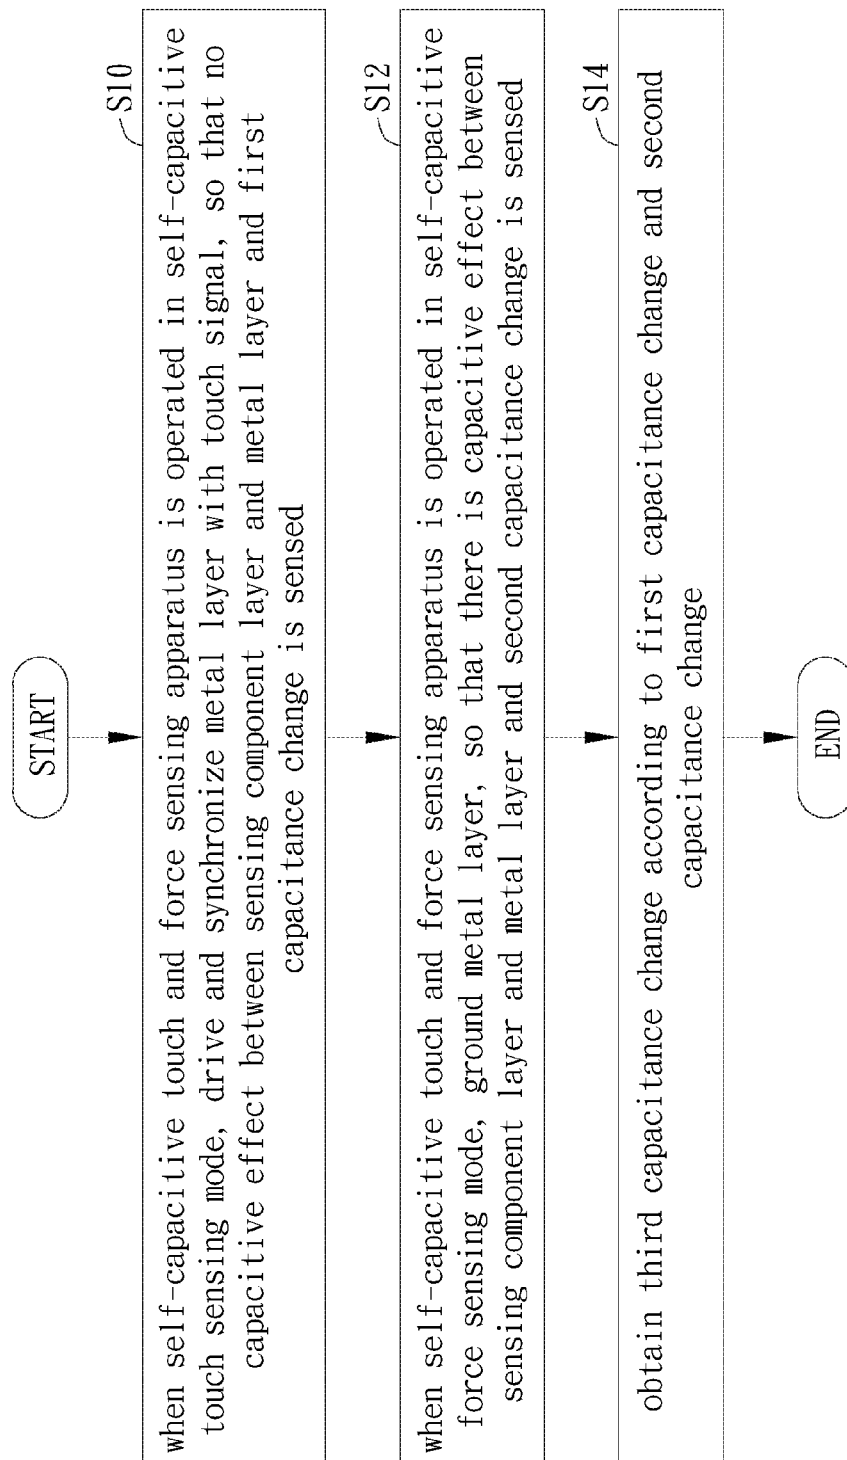 START
S10
when self-capacitive touch and force sensing apparatus is operated in self-capacitive
touch sensing mode, drive and synchronize metal layer with touch signal, so that no
capacitive effect between sensing component layer and metal layer and first
capacitance change is sensed
S12
when self-capacitive touch and force sensing apparatus is operated in self-capacitive
force sensing mode, ground metal layer, so that there is capacitive effect between
sensing component layer and metal layer and second capacitance change is sensed
S14
obtain third capacitance change according to first capacitance change and second
capacitance change
END